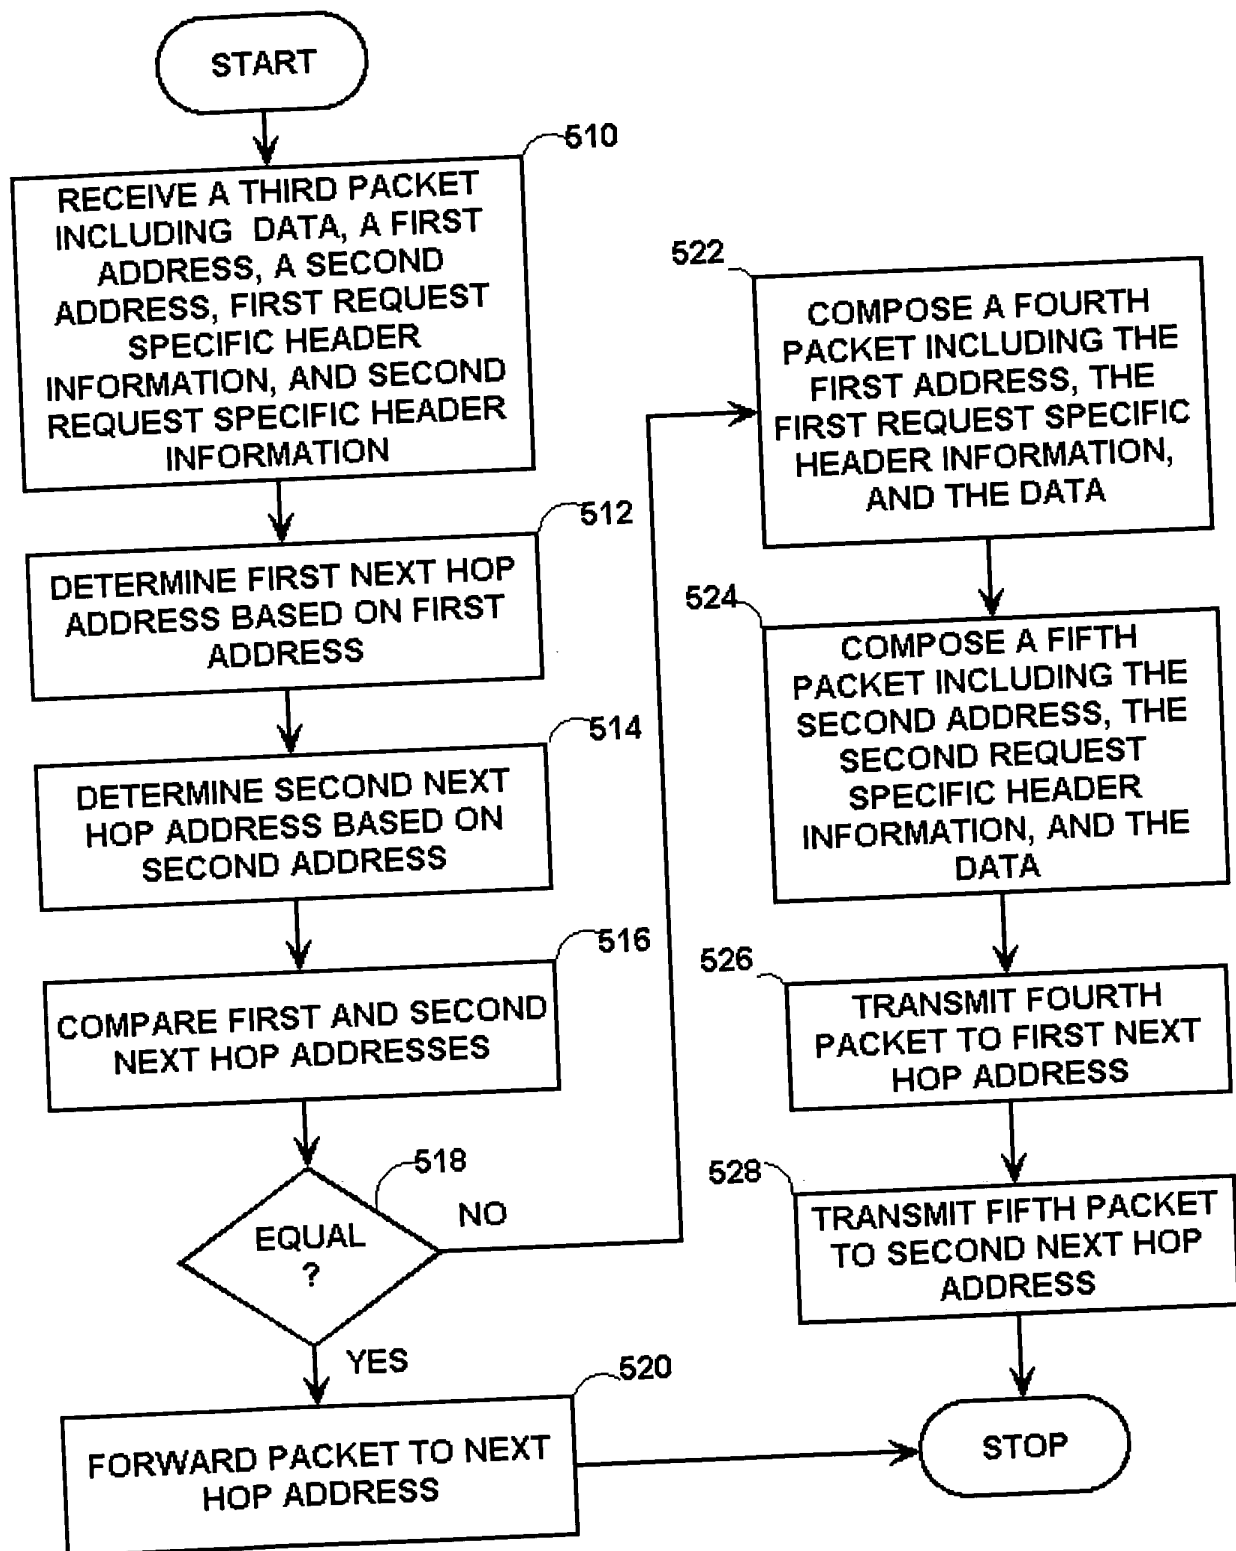 START
510
RECEIVE A THIRD PACKET
INCLUDING DATA, A FIRST
ADDRESS, A SECOND
ADDRESS, FIRST REQUEST
SPECIFIC HEADER
INFORMATION, AND SECOND
REQUEST SPECIFIC HEADER
INFORMATION
512
DETERMINE FIRST NEXT HOP
ADDRESS BASED ON FIRST
ADDRESS
514
DETERMINE SECOND NEXT
HOP ADDRESS BASED ON
SECOND ADDRESS
516
COMPARE FIRST AND SECOND
NEXT HOP ADDRESSES
518
EQUAL
?
NO
YES
520
FORWARD PACKET TO NEXT
HOP ADDRESS
522
COMPOSE A FOURTH
PACKET INCLUDING THE
FIRST ADDRESS, THE
FIRST REQUEST SPECIFIC
HEADER INFORMATION,
AND THE DATA
524
COMPOSE A FIFTH
PACKET INCLUDING THE
SECOND ADDRESS, THE
SECOND REQUEST
SPECIFIC HEADER
INFORMATION, AND THE
DATA
526
TRANSMIT FOURTH
PACKET TO FIRST NEXT
HOP ADDRESS
528
TRANSMIT FIFTH PACKET
TO SECOND NEXT HOP
ADDRESS
STOP